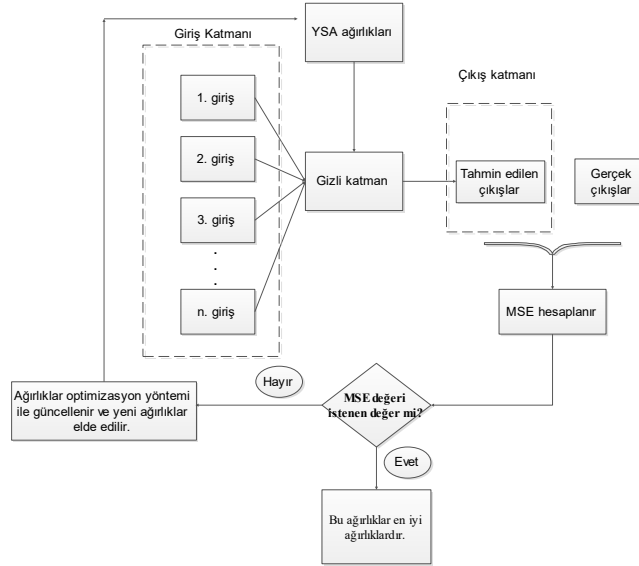 Giriş Katmanı
YSA ağırlıkları
Çıkış katmanı
1. giriş
2. giriş
3. giriş
.
.
.
n. giriş
Gizli katman
Tahmin edilen
çıkışlar
Gerçek
çıkışlar
MSE hesaplanır
MSE değeri
istenen değer mi?
Hayır
Ağırlıklar optimizasyon yöntemi
ile güncellenir ve yeni ağırlıklar
elde edilir.
Evet
Bu ağırlıklar en iyi
ağırlıklardır.